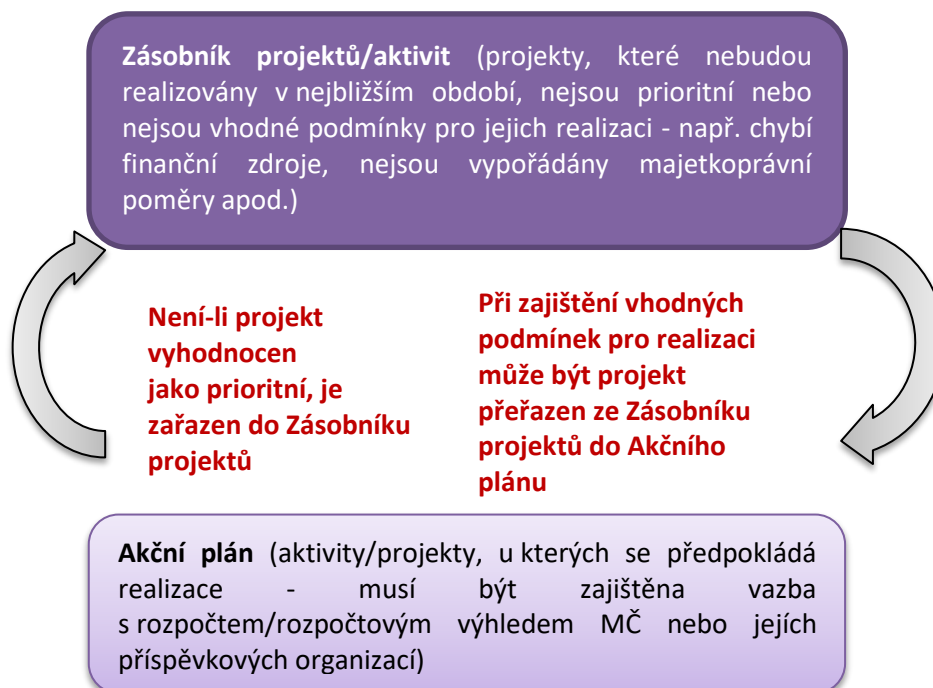 Zásobník projektů/aktivit (projekty, které nebudou
realizovány v nejbližším období, nejsou prioritní nebo
nejsou vhodné podmínky pro jejich realizaci - např. chybí
finanční zdroje, nejsou vypořádány majetkoprávní
poměry apod.)
Není-li projekt
vyhodnocen
jako prioritní, je
zařazen do Zásobníku
projektů
Při zajištění vhodných
podmínek pro realizaci
může být projekt
přeřazen ze Zásobníku
projektů do Akčního
plánu
Akční plán (aktivity/projekty, u kterých se předpokládá
realizace - musí být zajištěna vazba
s rozpočtem/rozpočtovým výhledem MČ nebo jejích
příspěvkových organizací)